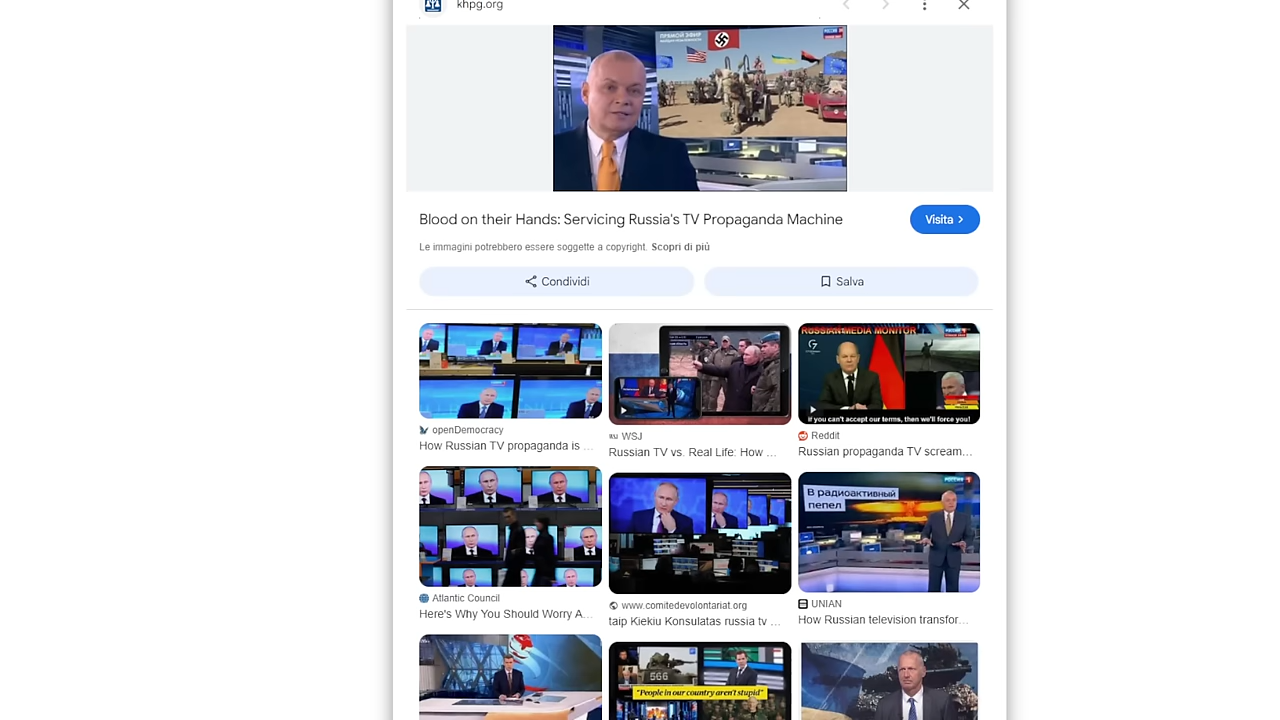 khpg.org
ПРЯМОЙ ЭФИР
Blood on their Hands: Servicing Russia's TV Propaganda Machine
Visita
Le immagini potrebbero essere soggette a copyright. Scopri di più
Condividi
Salva
RUSSIAN MEDIA MONITOR
if you can't accept our terms, then we'll force you!
openDemocracy
How Russian TV propaganda is ...
WSJ
Russian TV vs. Real Life: How ...
Reddit
Russian propaganda TV scream...
В радиоактивный
пепел
Atlantic Council
Here's Why You Should Worry A...
www.comitedevolontariat.org
taip Kiekiu Konsulatas russia tv ...
UNIAN
How Russian television transfor...
566
"People in our country aren't stupid"